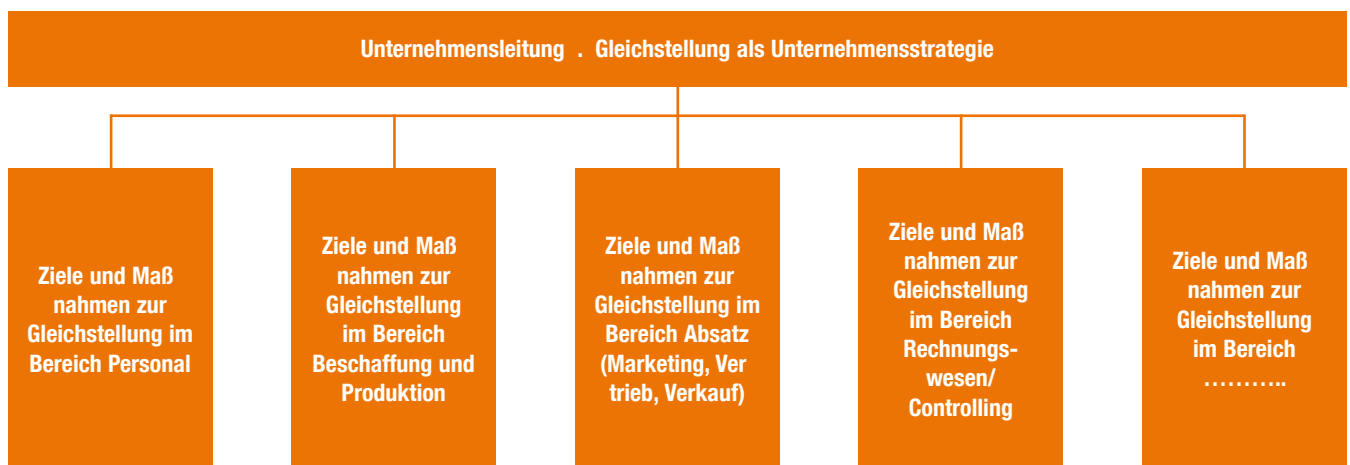 Unternehmensleitung . Gleichstellung als Unternehmensstrategie
Ziele und Maß
nahmen zur
Gleichstellung im
Bereich Personal
Ziele und Maß
nahmen zur
Gleichstellung
im Bereich
Beschaffung und
Produktion
Ziele und Maß
nahmen zur
Gleichstellung im
Bereich Absatz
(Marketing, Ver
trieb, Verkauf)
Ziele und Maß
nahmen zur
Gleichstellung
im Bereich
Rechnungs-
wesen/
Controlling
Ziele und Maß
nahmen zur
Gleichstellung
im Bereich
………..